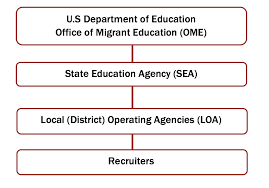 U.S Department of Education
Office of Migrant Education (OME)
State Education Agency (SEA)
Local (District) Operating Agencies (LOA)
Recruiters